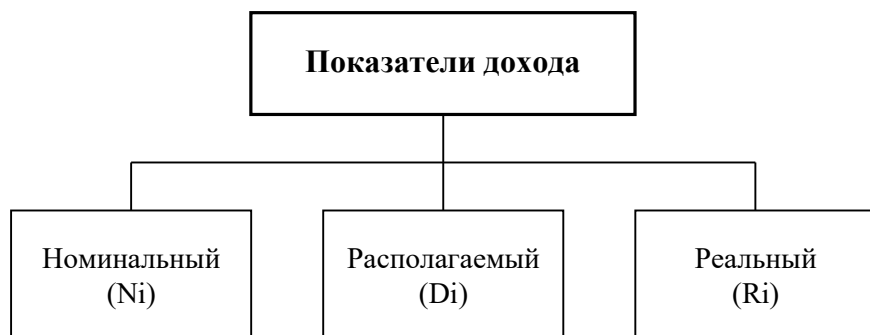 Показатели дохода
Номинальный
(Ni)
Располагаемый
(Di)
Реальный
(Ri)